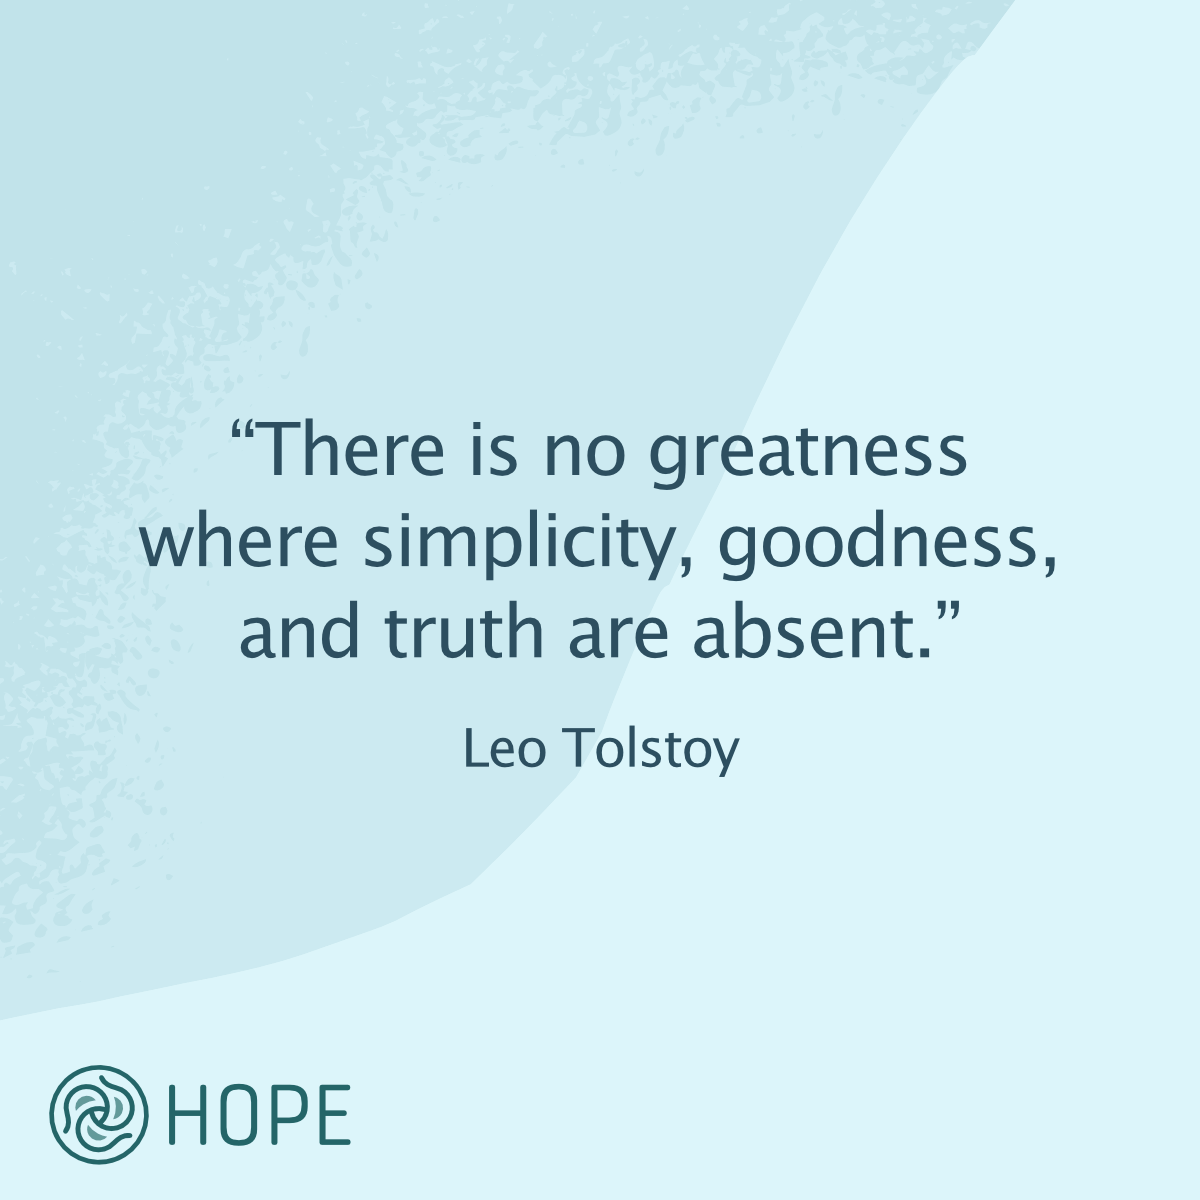 “There is no greatness
where simplicity, goodness,
and truth are absent.”
Leo Tolstoy
HOPE